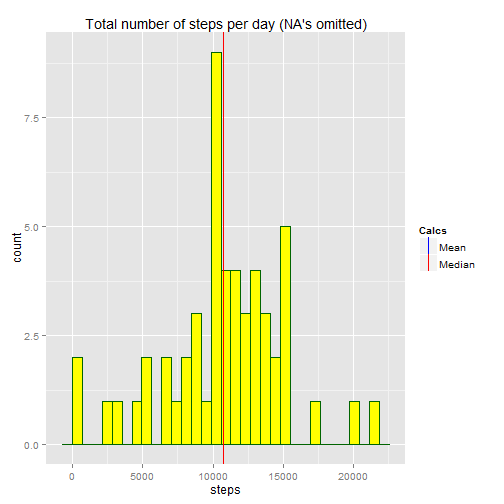 Total number of steps per day (NA's omitted)
7.5
5.0
2.5
0.0
count
0 5000 10000 15000 20000
steps
Calcs
Mean
Median